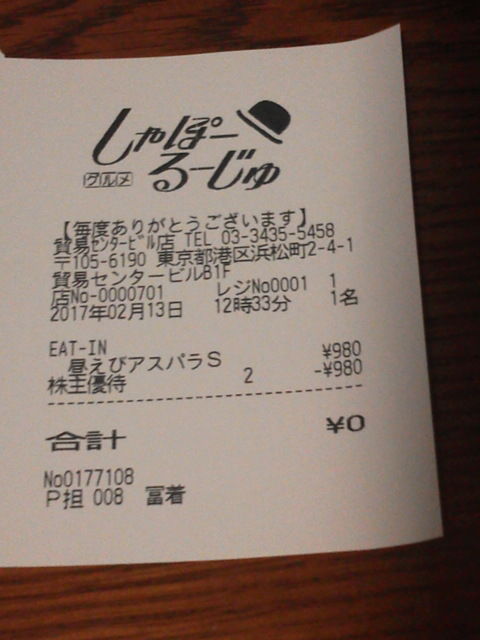 しゃぽー
グルメ るーじゅ
【毎度ありがとうございます】
貿易ｾﾝﾀｰﾋﾞﾙ店 TEL 03-3435-5458
〒105-6190 東京都港区浜松町2-4-1
貿易センタービルB1F
店No-0000701 レジNo0001 1
2017年02月13日 12時33分 1名
EAT-IN
昼えびアスパラS ¥980
株主優待 2 -¥980
合計 ¥0
No0177108
P担 008 冨着